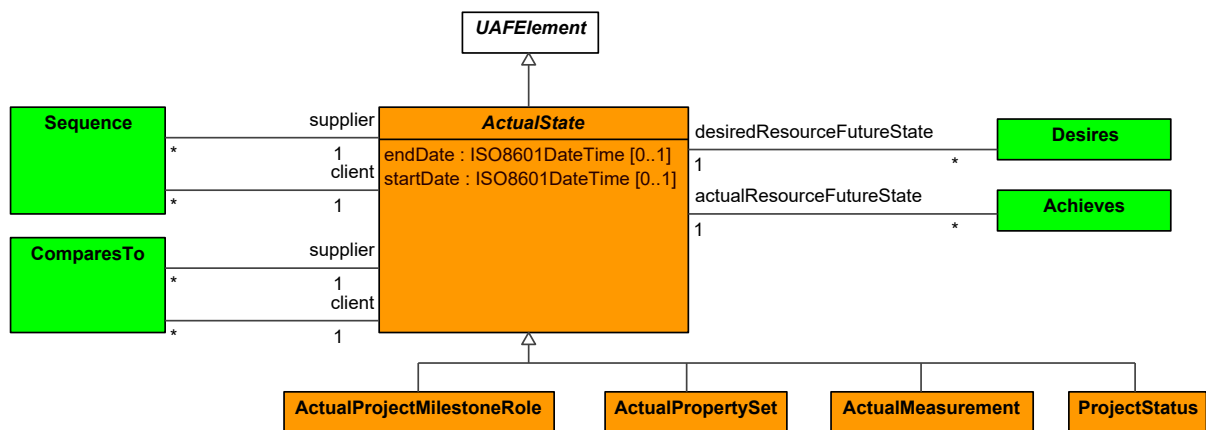 UAFElement
Sequence
supplier
*
1
client
*
1
ActualState
endDate : ISO8601DateTime [0..1]
startDate : ISO8601DateTime [0..1]
desiredResourceFutureState
1
*
Desires
actualResourceFutureState
1
*
Achieves
ComparesTo
supplier
*
1
client
*
1
ActualProjectMilestoneRole
ActualPropertySet
ActualMeasurement
ProjectStatus